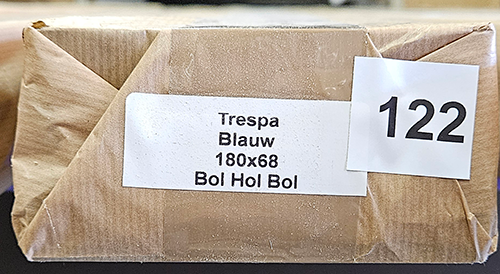 Trespa
Blauw
180x68
Bol Hol Bol
122